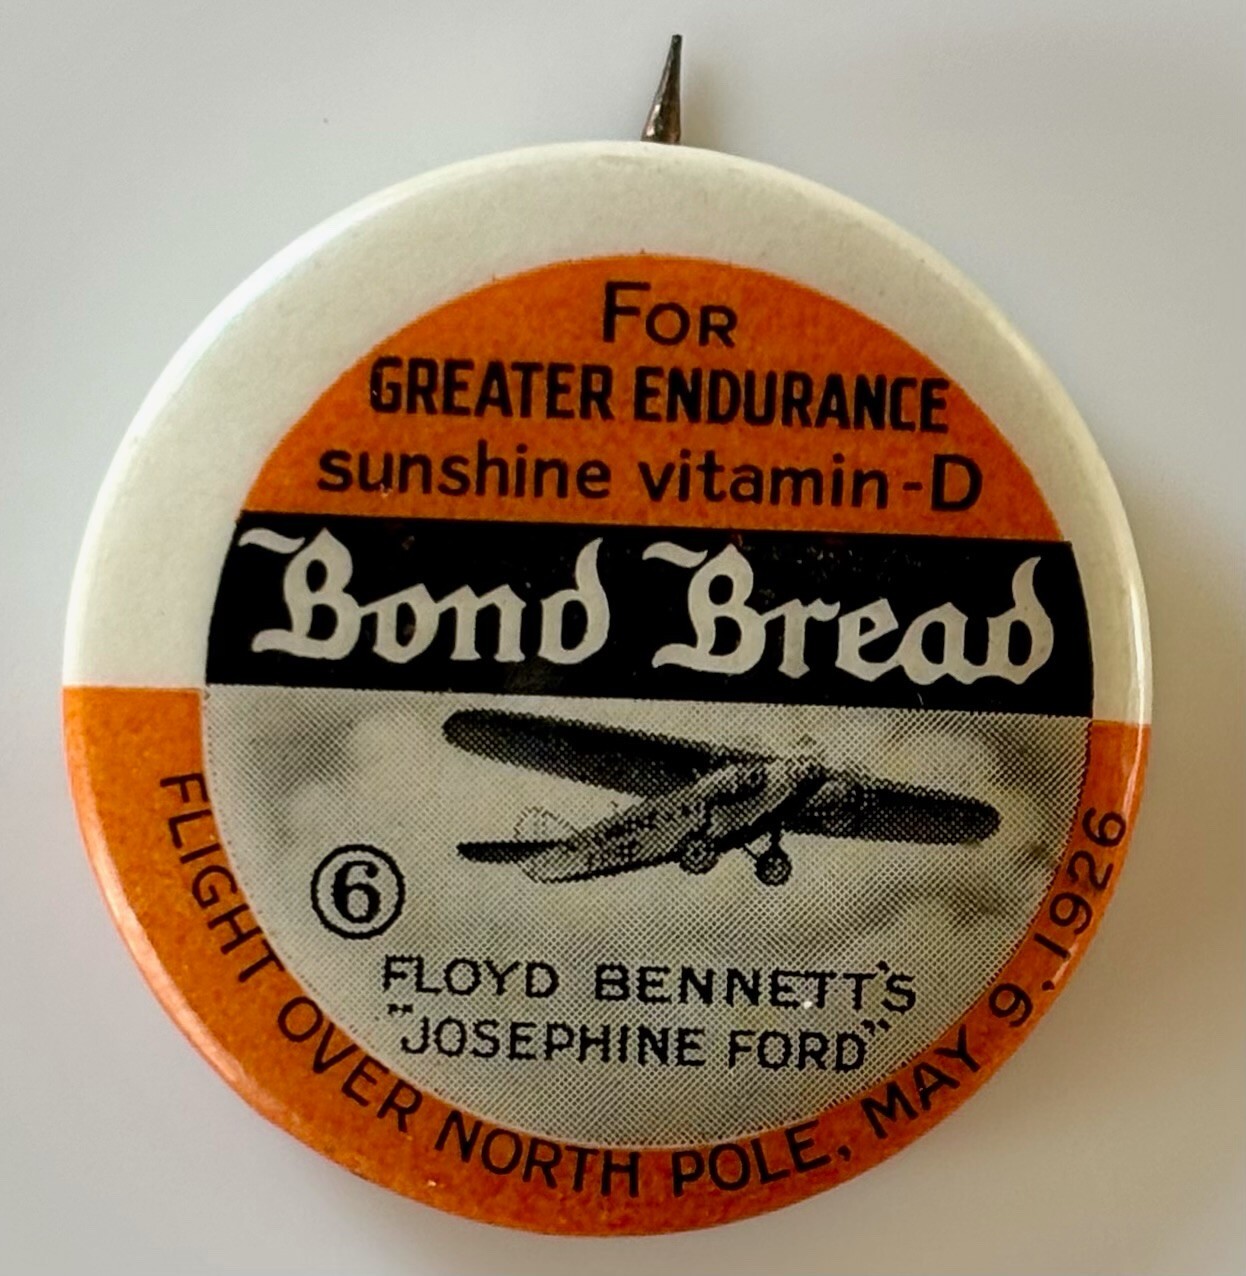 FOR
GREATER ENDURANCE
sunshine vitamin-D
Bond Bread
6
FLOYD BENNETT'S
"JOSEPHINE FORD"
FLIGHT OVER NORTH POLE, MAY 9, 1926